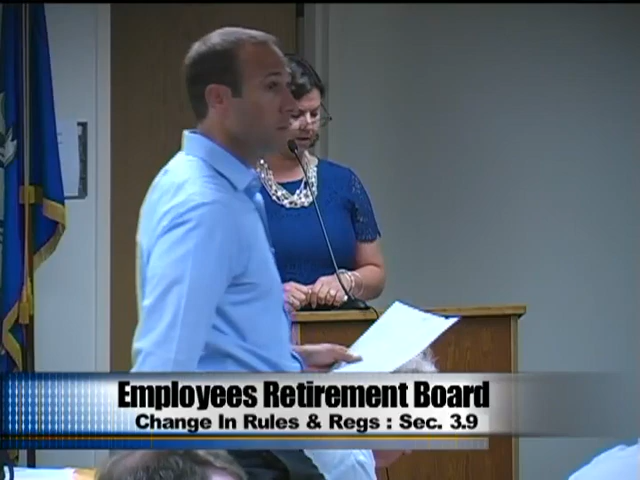 Employees Retirement Board
Change In Rules & Regs : Sec. 3.9